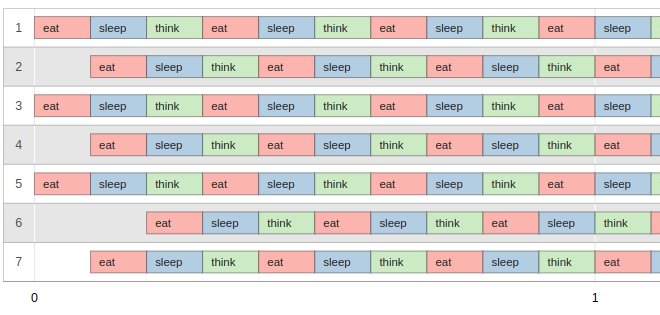 1 eat sleep think eat sleep think eat sleep think eat sleep
2 eat sleep think eat sleep think eat sleep think eat
3 eat sleep think eat sleep think eat sleep think eat sleep
4 eat sleep think eat sleep think eat sleep think eat
5 eat sleep think eat sleep think eat sleep think eat sleep
6 eat sleep think eat sleep think eat sleep think
7 eat sleep think eat sleep think eat sleep think eat
0 1